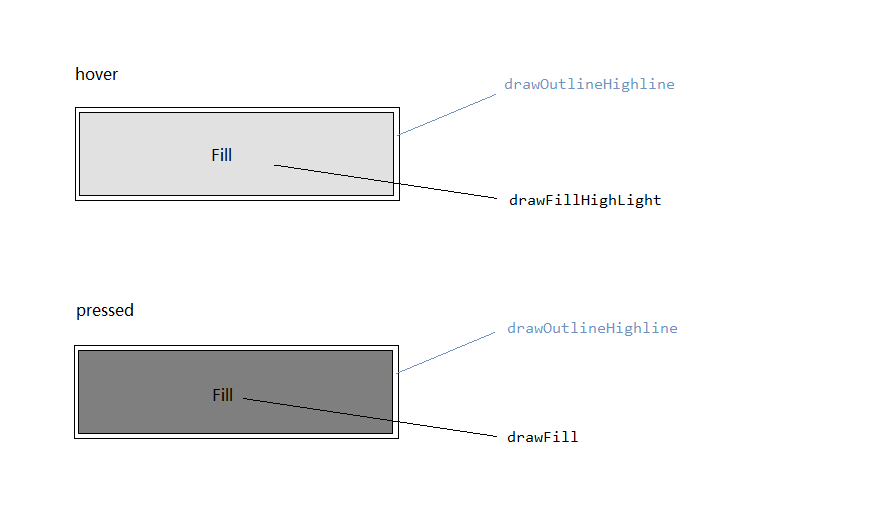 hover
drawOutlineHighline
Fill
drawFillHighLight
pressed
drawOutlineHighline
Fill
drawFill